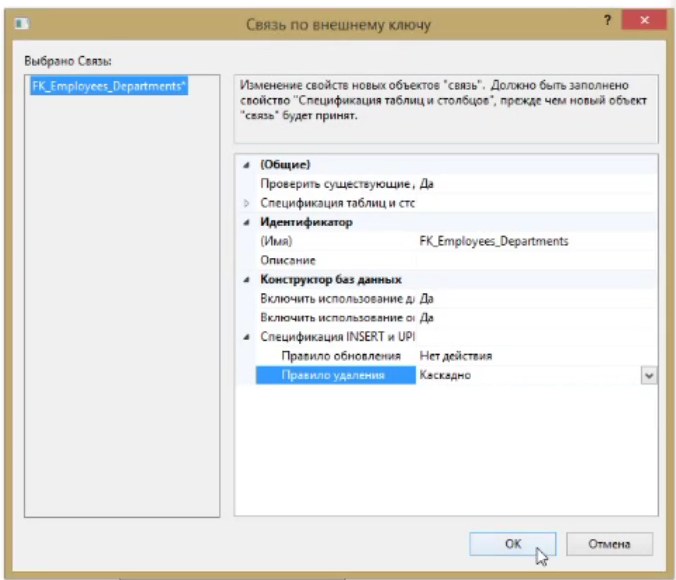 Связь по внешнему ключу
?
Выбрано Связь:
FK_Employees_Departments*
Изменение свойств новых объектов "связь". Должно быть заполнено
свойство "Спецификация таблиц и столбцов", прежде чем новый объект
"связь" будет принят.
(Общие)
Проверить существующие, Да
Спецификация таблиц и стс
Идентификатор
(Имя) FK_Employees_Departments
Описание
Конструктор баз данных
Включить использование д Да
Включить использование о Да
Спецификация INSERT и UPI
Правило обновления Нет действия
Правило удаления Каскадно
OK Отмена